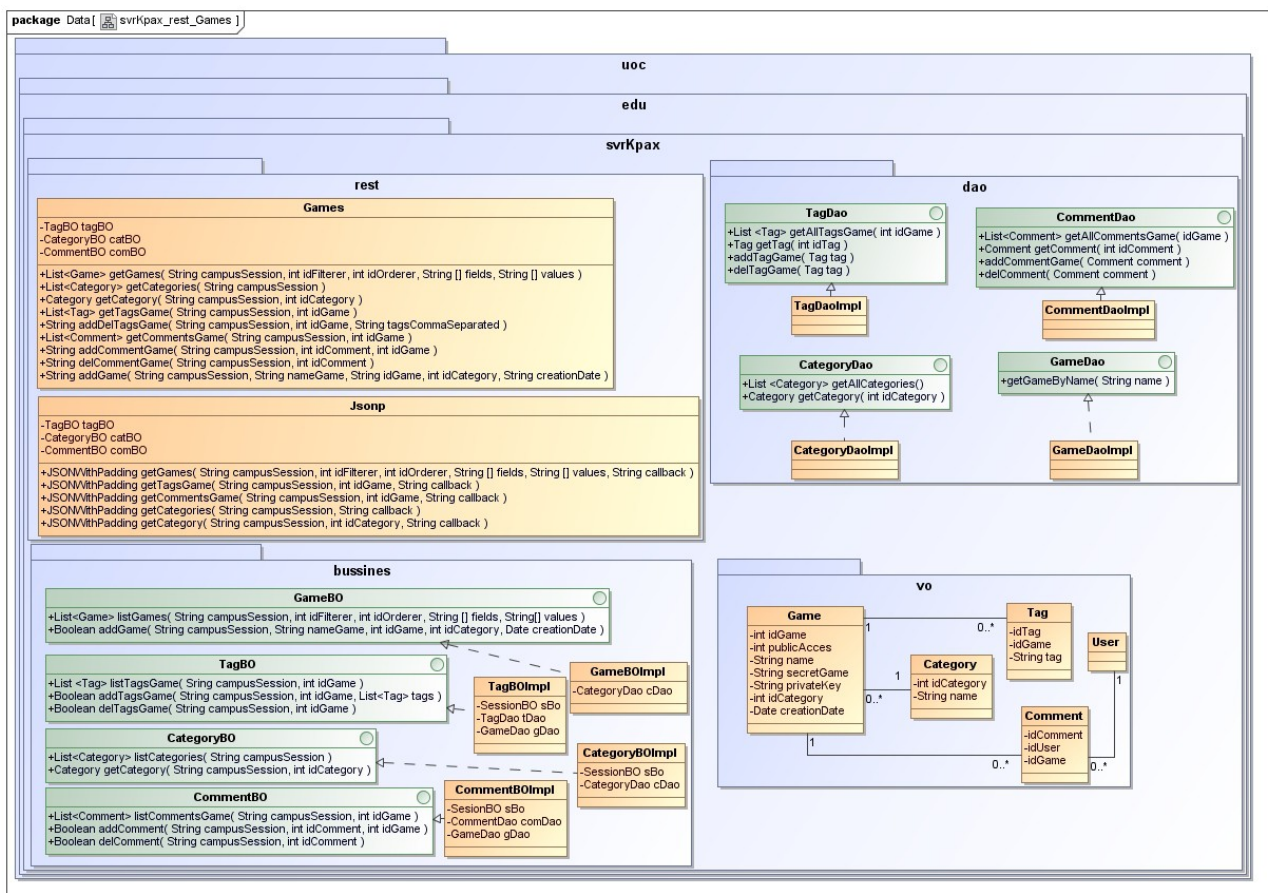 package Data[ svrKpax_rest_Games ]
uoc
edu
svrKpax
rest
Games
-TagBO tagBO
-CategoryBO catBO
-CommentBO comBO
+List<Game> getGames( String campusSession, int idFilterer, int idOrderer, String [] fields, String [] values )
+List<Category> getCategories( String campusSession )
+Category getCategory( String campusSession, int idCategory )
+List<Tag> getTagsGame( String campusSession, int idGame )
+String addDelTagsGame( String campusSession, int idGame, String tagsCommaSeparated )
+List<Comment> getCommentsGame( String campusSession, int idGame )
+String addCommentGame( String campusSession, int idComment, int idGame )
+String delCommentGame( String campusSession, int idComment )
+String addGame( String campusSession, String nameGame, String idGame, int idCategory, String creationDate )
Jsonp
-TagBO tagBO
-CategoryBO catBO
-CommentBO comBO
+JSONWithPadding getGames( String campusSession, int idFilterer, int idOrderer, String [] fields, String [] values, String callback )
+JSONWithPadding getTagsGame( String campusSession, int idGame, String callback )
+JSONWithPadding getCommentsGame( String campusSession, int idGame, String callback )
+JSONWithPadding getCategories( String campusSession, String callback )
+JSONWithPadding getCategory( String campusSession, int idCategory, String callback )
dao
TagDao
+List <Tag> getAllTagsGame( int idGame )
+Tag getTag( int idTag )
+addTagGame( Tag tag )
+delTagGame( Tag tag )
TagDaoImpl
CommentDao
+List<Comment> getAllCommentsGame( idGame )
+Comment getComment( int idComment )
+addCommentGame( Comment comment )
+delComment( Comment comment )
CommentDaoImpl
CategoryDao
+List <Category> getAllCategories()
+Category getCategory( int idCategory )
CategoryDaoImpl
GameDao
+getGameByName( String name )
GameDaoImpl
bussines
GameBO
+List<Game> listGames( String campusSession, int idFilterer, int idOrderer, String [] fields, String[] values )
+Boolean addGame( String campusSession, String nameGame, int idGame, int idCategory, Date creationDate )
GameBOImpl
-CategoryDao cDao
TagBO
+List <Tag> listTagsGame( String campusSession, int idGame )
+Boolean addTagsGame( String campusSession, int idGame, List<Tag> tags )
+Boolean delTagsGame( String campusSession, int idGame )
TagBOImpl
-SessionBO sBo
-TagDao tDao
-GameDao gDao
CategoryBO
+List<Category> listCategories( String campusSession )
+Category getCategory( String campusSession, int idCategory )
CategoryBOImpl
-SessionBO sBo
-CategoryDao cDao
CommentBO
+List<Comment> listCommentsGame( String campusSession, int idGame )
+Boolean addComment( String campusSession, int idComment, int idGame )
+Boolean delComment( String campusSession, int idComment )
CommentBOImpl
-SesionBO sBo
-CommentDao comDao
-GameDao gDao
vo
Game
-int idGame
-int publicAcces
-String name
-String secretGame
-String privateKey
-int idCategory
-Date creationDate
1
0..*
Tag
-idTag
-idGame
-String tag
1
0..*
Category
-int idCategory
-String name
User
1
0..*
1
0..*
Comment
-idComment
-idUser
-idGame